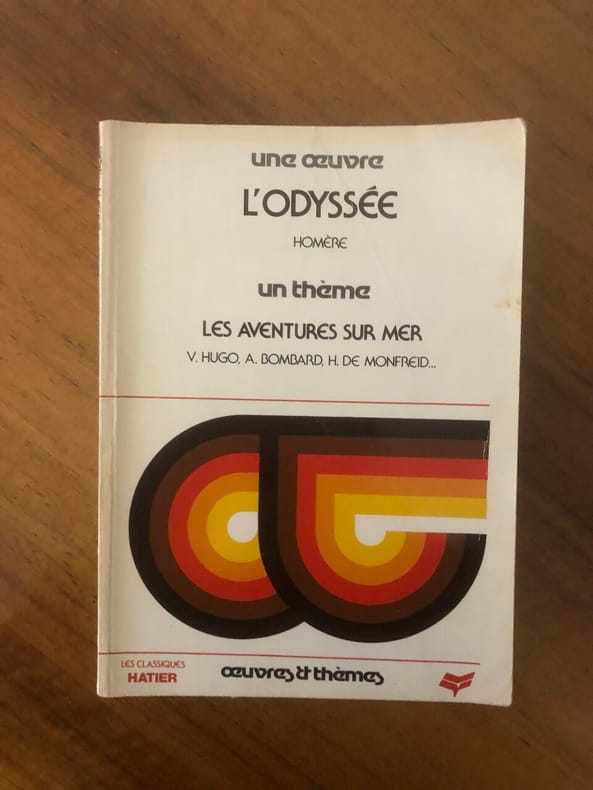 une œuvre
L'ODYSSÉE
HOMÈRE
un thème
LES AVENTURES SUR MER
V. HUGO, A. BOMBARD, H. DE MONFREID...
LES CLASSIQUES
HATIER
œuvres & thèmes